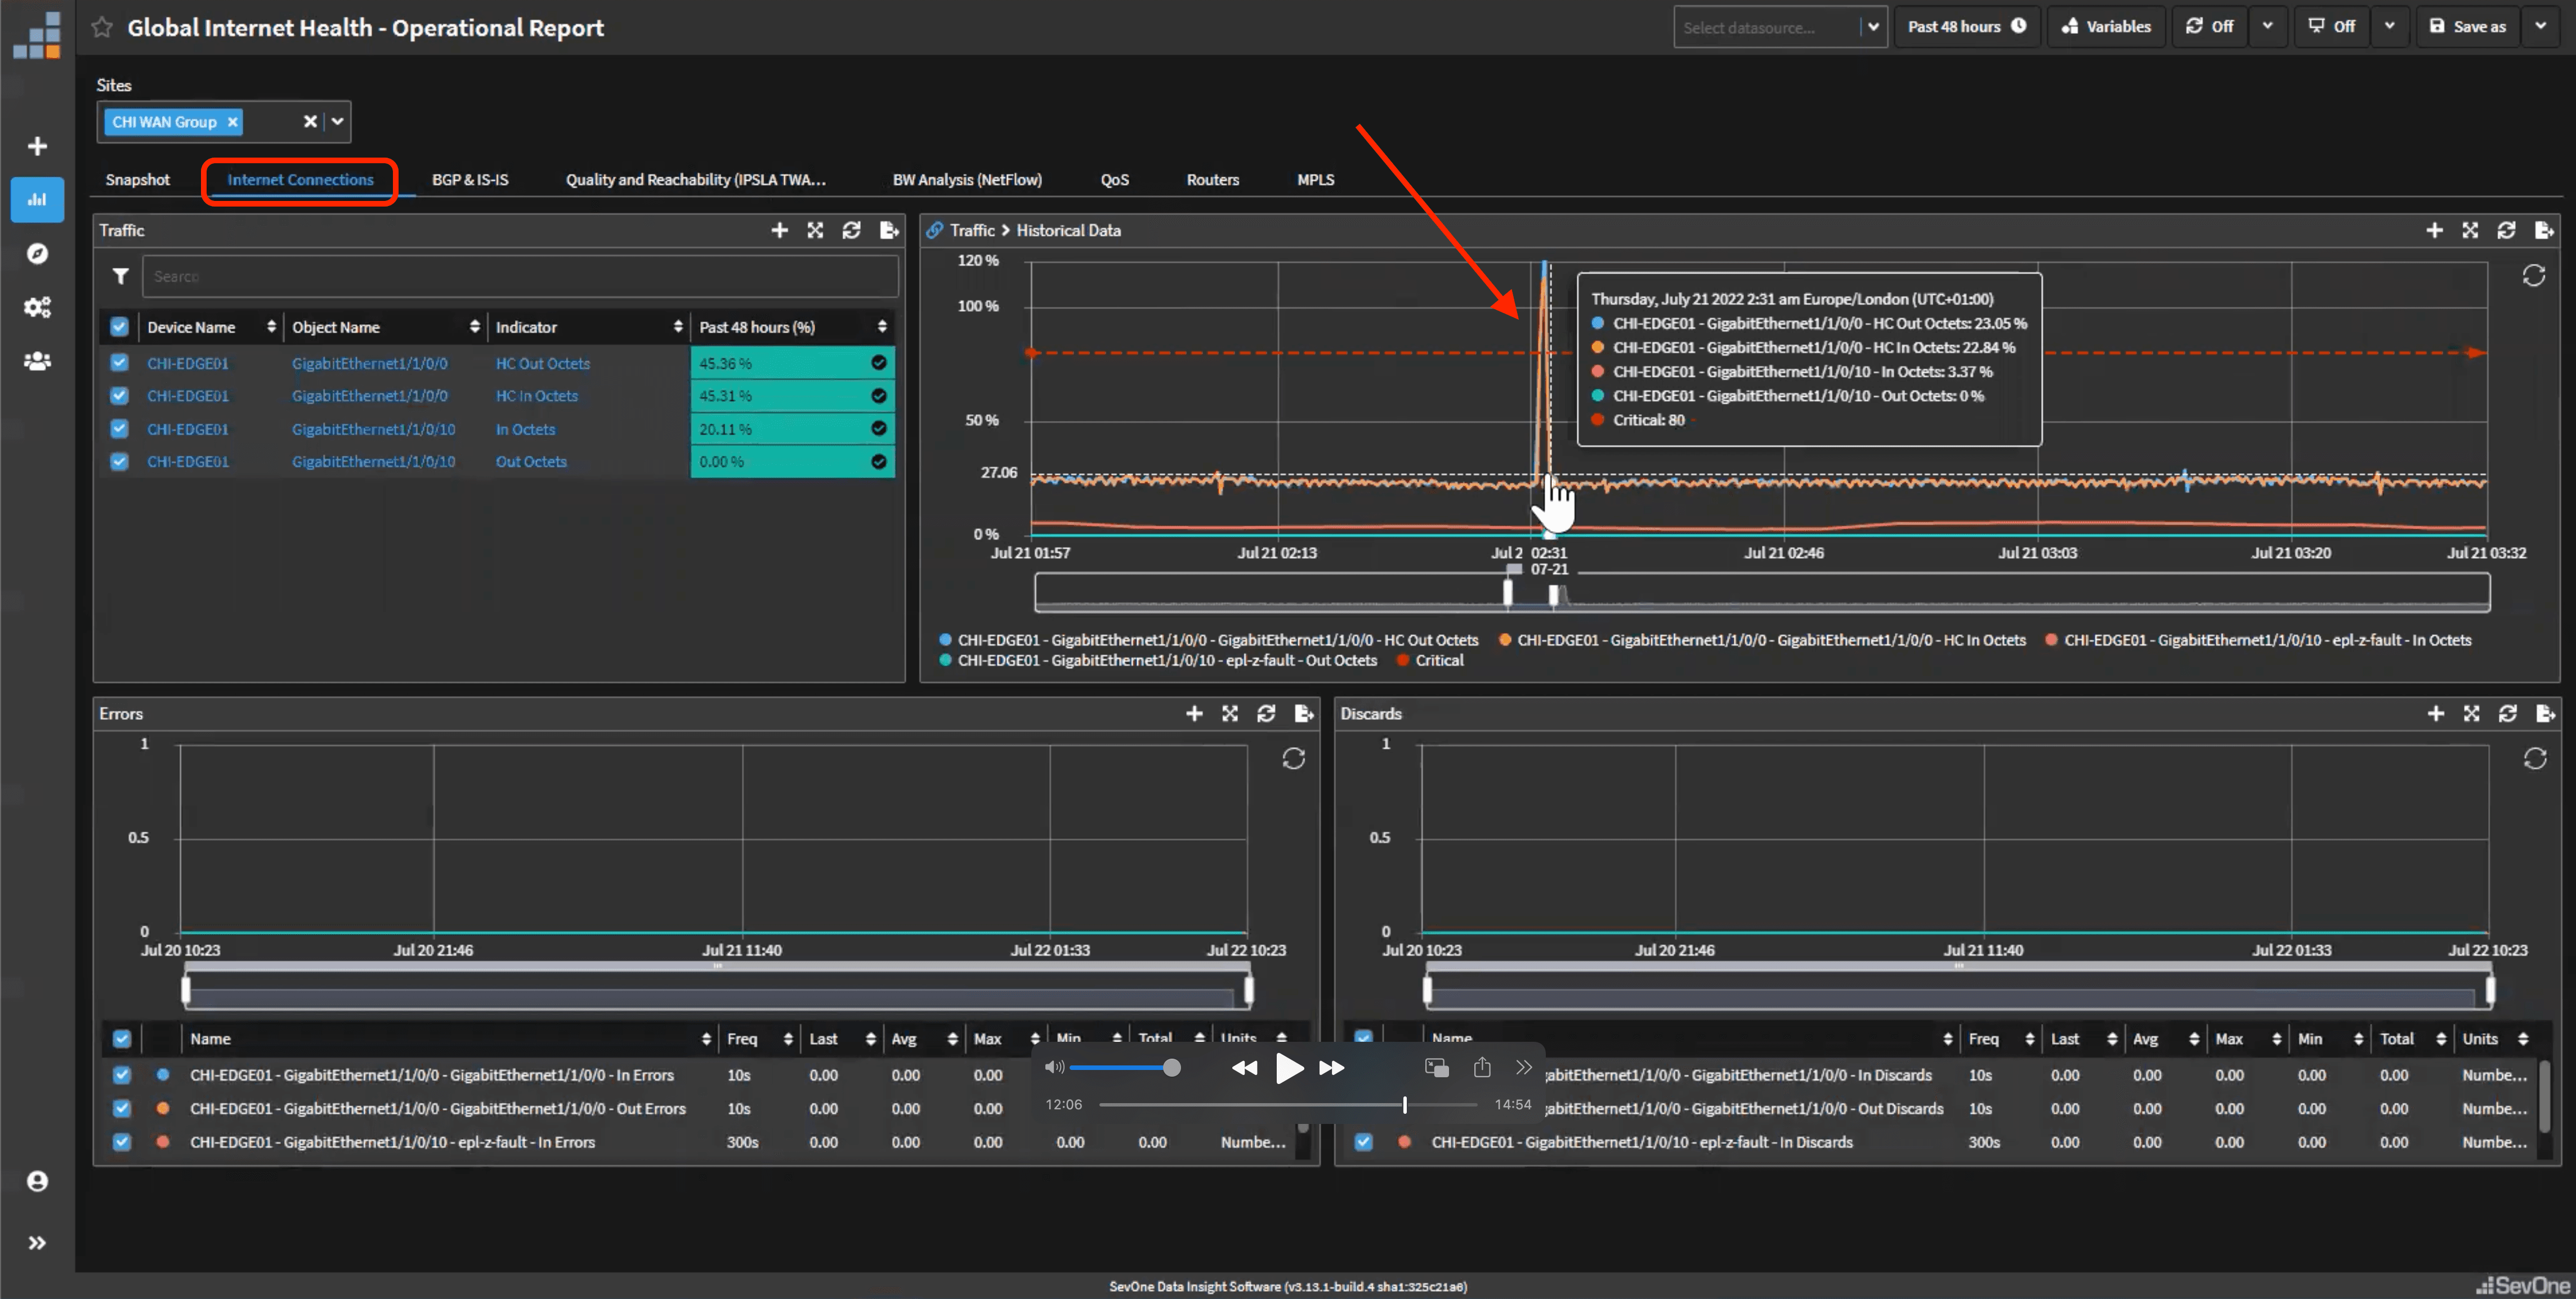 Global Internet Health - Operational Report
Select datasource...
Past 48 hours
Variables
Off
Off
Save as
Sites
CHI WAN Group
Snapshot
Internet Connections
BGP & IS-IS
Quality and Reachability (IPSLA TWA...
BW Analysis (NetFlow)
QoS
Routers
MPLS
Traffic
Search
Device Name Object Name Indicator Past 48 hours (%)
CHI-EDGE01 GigabitEthernet1/1/0/0 HC Out Octets 45.36 %
CHI-EDGE01 GigabitEthernet1/1/0/0 HC In Octets 45.31 %
CHI-EDGE01 GigabitEthernet1/1/0/10 In Octets 20.11 %
CHI-EDGE01 GigabitEthernet1/1/0/10 Out Octets 0.00 %
Traffic > Historical Data
120 %
100 %
50 %
27.06
0 %
Thursday, July 21 2022 2:31 am Europe/London (UTC+01:00)
CHI-EDGE01 - GigabitEthernet1/1/0/0 - HC Out Octets: 23.05 %
CHI-EDGE01 - GigabitEthernet1/1/0/0 - HC In Octets: 22.84 %
CHI-EDGE01 - GigabitEthernet1/1/0/10 - In Octets: 3.37 %
CHI-EDGE01 - GigabitEthernet1/1/0/10 - Out Octets: 0 %
Critical: 80
Jul 21 01:57 Jul 21 02:13 Jul 2 02:31 Jul 21 02:46 Jul 21 03:03 Jul 21 03:20 Jul 21 03:32
07-21
CHI-EDGE01 - GigabitEthernet1/1/0/0 - GigabitEthernet1/1/0/0 - HC Out Octets CHI-EDGE01 - GigabitEthernet1/1/0/0 - GigabitEthernet1/1/0/0 - HC In Octets CHI-EDGE01 - GigabitEthernet1/1/0/10 - epl-z-fault - In Octets
CHI-EDGE01 - GigabitEthernet1/1/0/10 - epl-z-fault - Out Octets Critical
Errors
1
0.5
0
Jul 20 10:23 Jul 20 21:46 Jul 21 11:40 Jul 22 01:33 Jul 22 10:23
Name Freq Last Avg Max Min Total Units
CHI-EDGE01 - GigabitEthernet1/1/0/0 - GigabitEthernet1/1/0/0 - In Errors 10s 0.00 0.00 0.00
CHI-EDGE01 - GigabitEthernet1/1/0/0 - GigabitEthernet1/1/0/0 - Out Errors 10s 0.00 0.00 0.00
CHI-EDGE01 - GigabitEthernet1/1/0/10 - epl-z-fault - In Errors 300s 0.00 0.00 0.00 0.00 0.00 Numbe...
Discards
1
0.5
0
Jul 20 10:23 Jul 20 21:46 Jul 21 11:40 Jul 22 01:33 Jul 22 10:23
Name Freq Last Avg Max Min Total Units
gabitEthernet1/1/0/0 - GigabitEthernet1/1/0/0 - In Discards 10s 0.00 0.00 0.00 0.00 0.00 Numbe...
gabitEthernet1/1/0/0 - GigabitEthernet1/1/0/0 - Out Discards 10s 0.00 0.00 0.00 0.00 0.00 Numbe...
CHI-EDGE01 - GigabitEthernet1/1/0/10 - epl-z-fault - In Discards 300s 0.00 0.00 0.00 0.00 0.00 Numbe...
12:06
14:54
SevOne Data Insight Software (v3.13.1-build.4 sha1:325c21a6)
SevOne